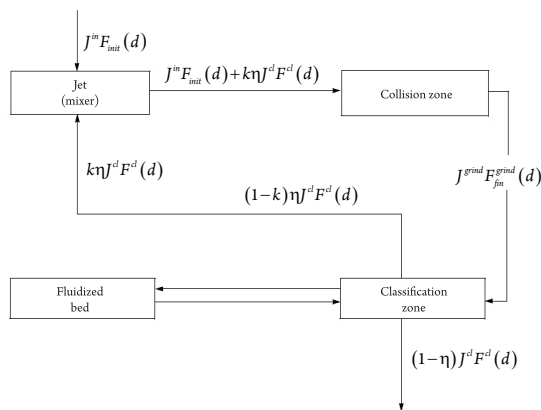 J^{in}F_{init}(d)
Jet
(mixer)
J^{in}F_{init}(d)+kηJ^{cl}F^{cl}(d)
Collision zone
kηJ^{cl}F^{cl}(d)
J^{grind}F_{fin}^{grind}(d)
(1−k)ηJ^{cl}F^{cl}(d)
Fluidized
bed
Classification
zone
(1−η)J^{cl}F^{cl}(d)